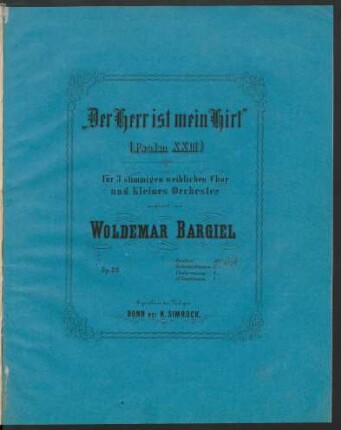 „Der Herr ist mein Hirt"
(Psalm XXIII)
Für 3 stimmigen weiblichen Chor
und kleines Orchester
WOLDEMAR BARGIEL
Op. 26
BONN bei N. SIMROCK.